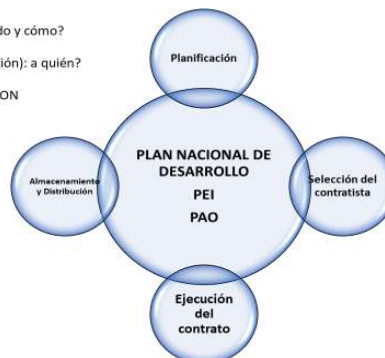 do y cómo?
ción): a quién?
ON
Planificación
PLAN NACIONAL DE
DESARROLLO
PEI
PAO
Almacenamiento
y Distribución
Selección del
contratista
Ejecución
del
contrato